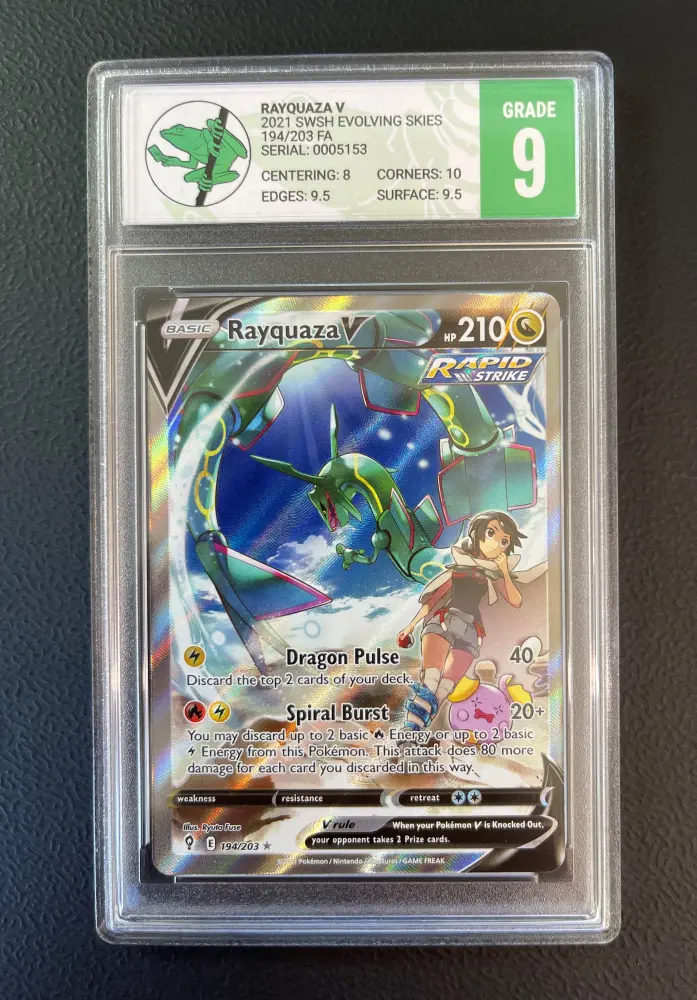 RAYQUAZA V
2021 SWSH EVOLVING SKIES
194/203 FA
SERIAL: 0005153
CENTERING: 8 CORNERS: 10
EDGES: 9.5 SURFACE: 9.5
GRADE
9
BASIC Rayquaza V HP 210
RAPID
STRIKE
Dragon Pulse 40
Discard the top 2 cards of your deck.
Spiral Burst 20+
You may discard up to 2 basic Energy or up to 2 basic
Energy from this Pokémon. This attack does 80 more
damage for each card you discarded in this way.
weakness resistance retreat
Illus. Ryuta Fuse
V rule When your Pokémon V is Knocked Out,
your opponent takes 2 Prize cards.
E 194/203 ★
Pokémon / Nintendo / Creatures / GAME FREAK